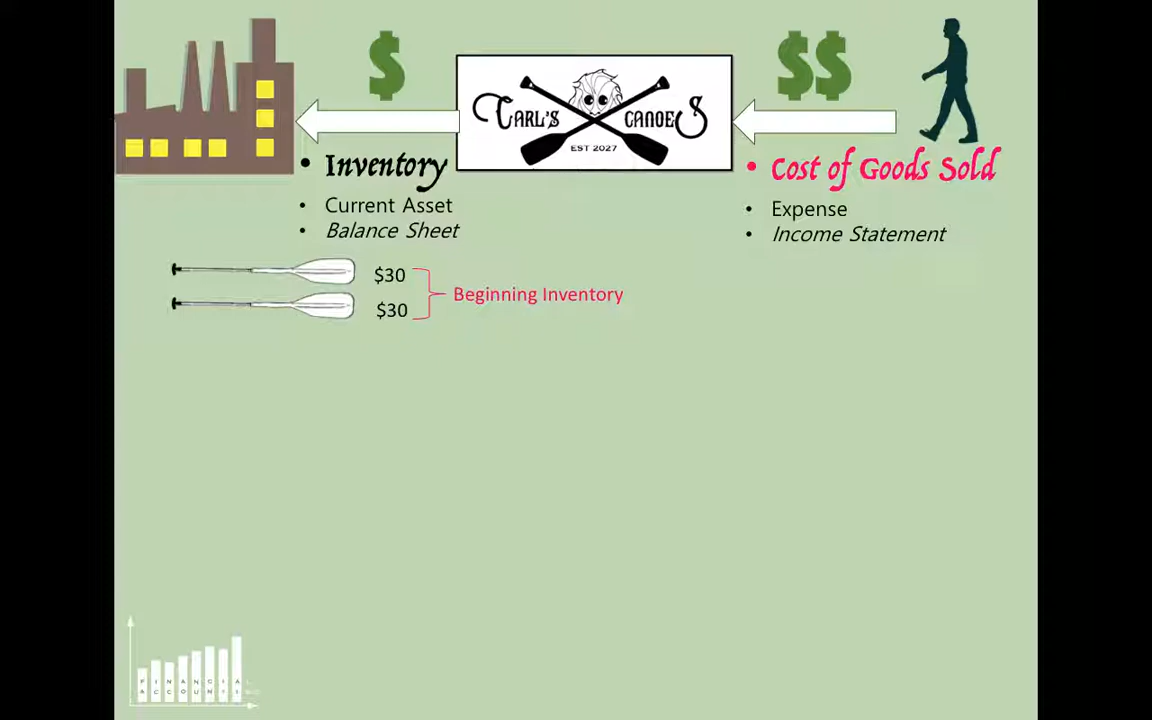 $
$$
CARL'S CANOES
EST 2027
• Inventory
• Current Asset
• Balance Sheet
• Cost of Goods Sold
• Expense
• Income Statement
$30
$30
Beginning Inventory
FINANCIAL